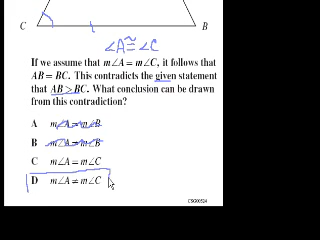 C B
∠A ≅ ∠C
If we assume that m∠A = m∠C, it follows that
AB = BC. This contradicts the given statement
that AB > BC. What conclusion can be drawn
from this contradiction?
A m∠A = m∠B
B m∠A ≠ m∠B
C m∠A = m∠C
D m∠A ≠ m∠C
CSG00524